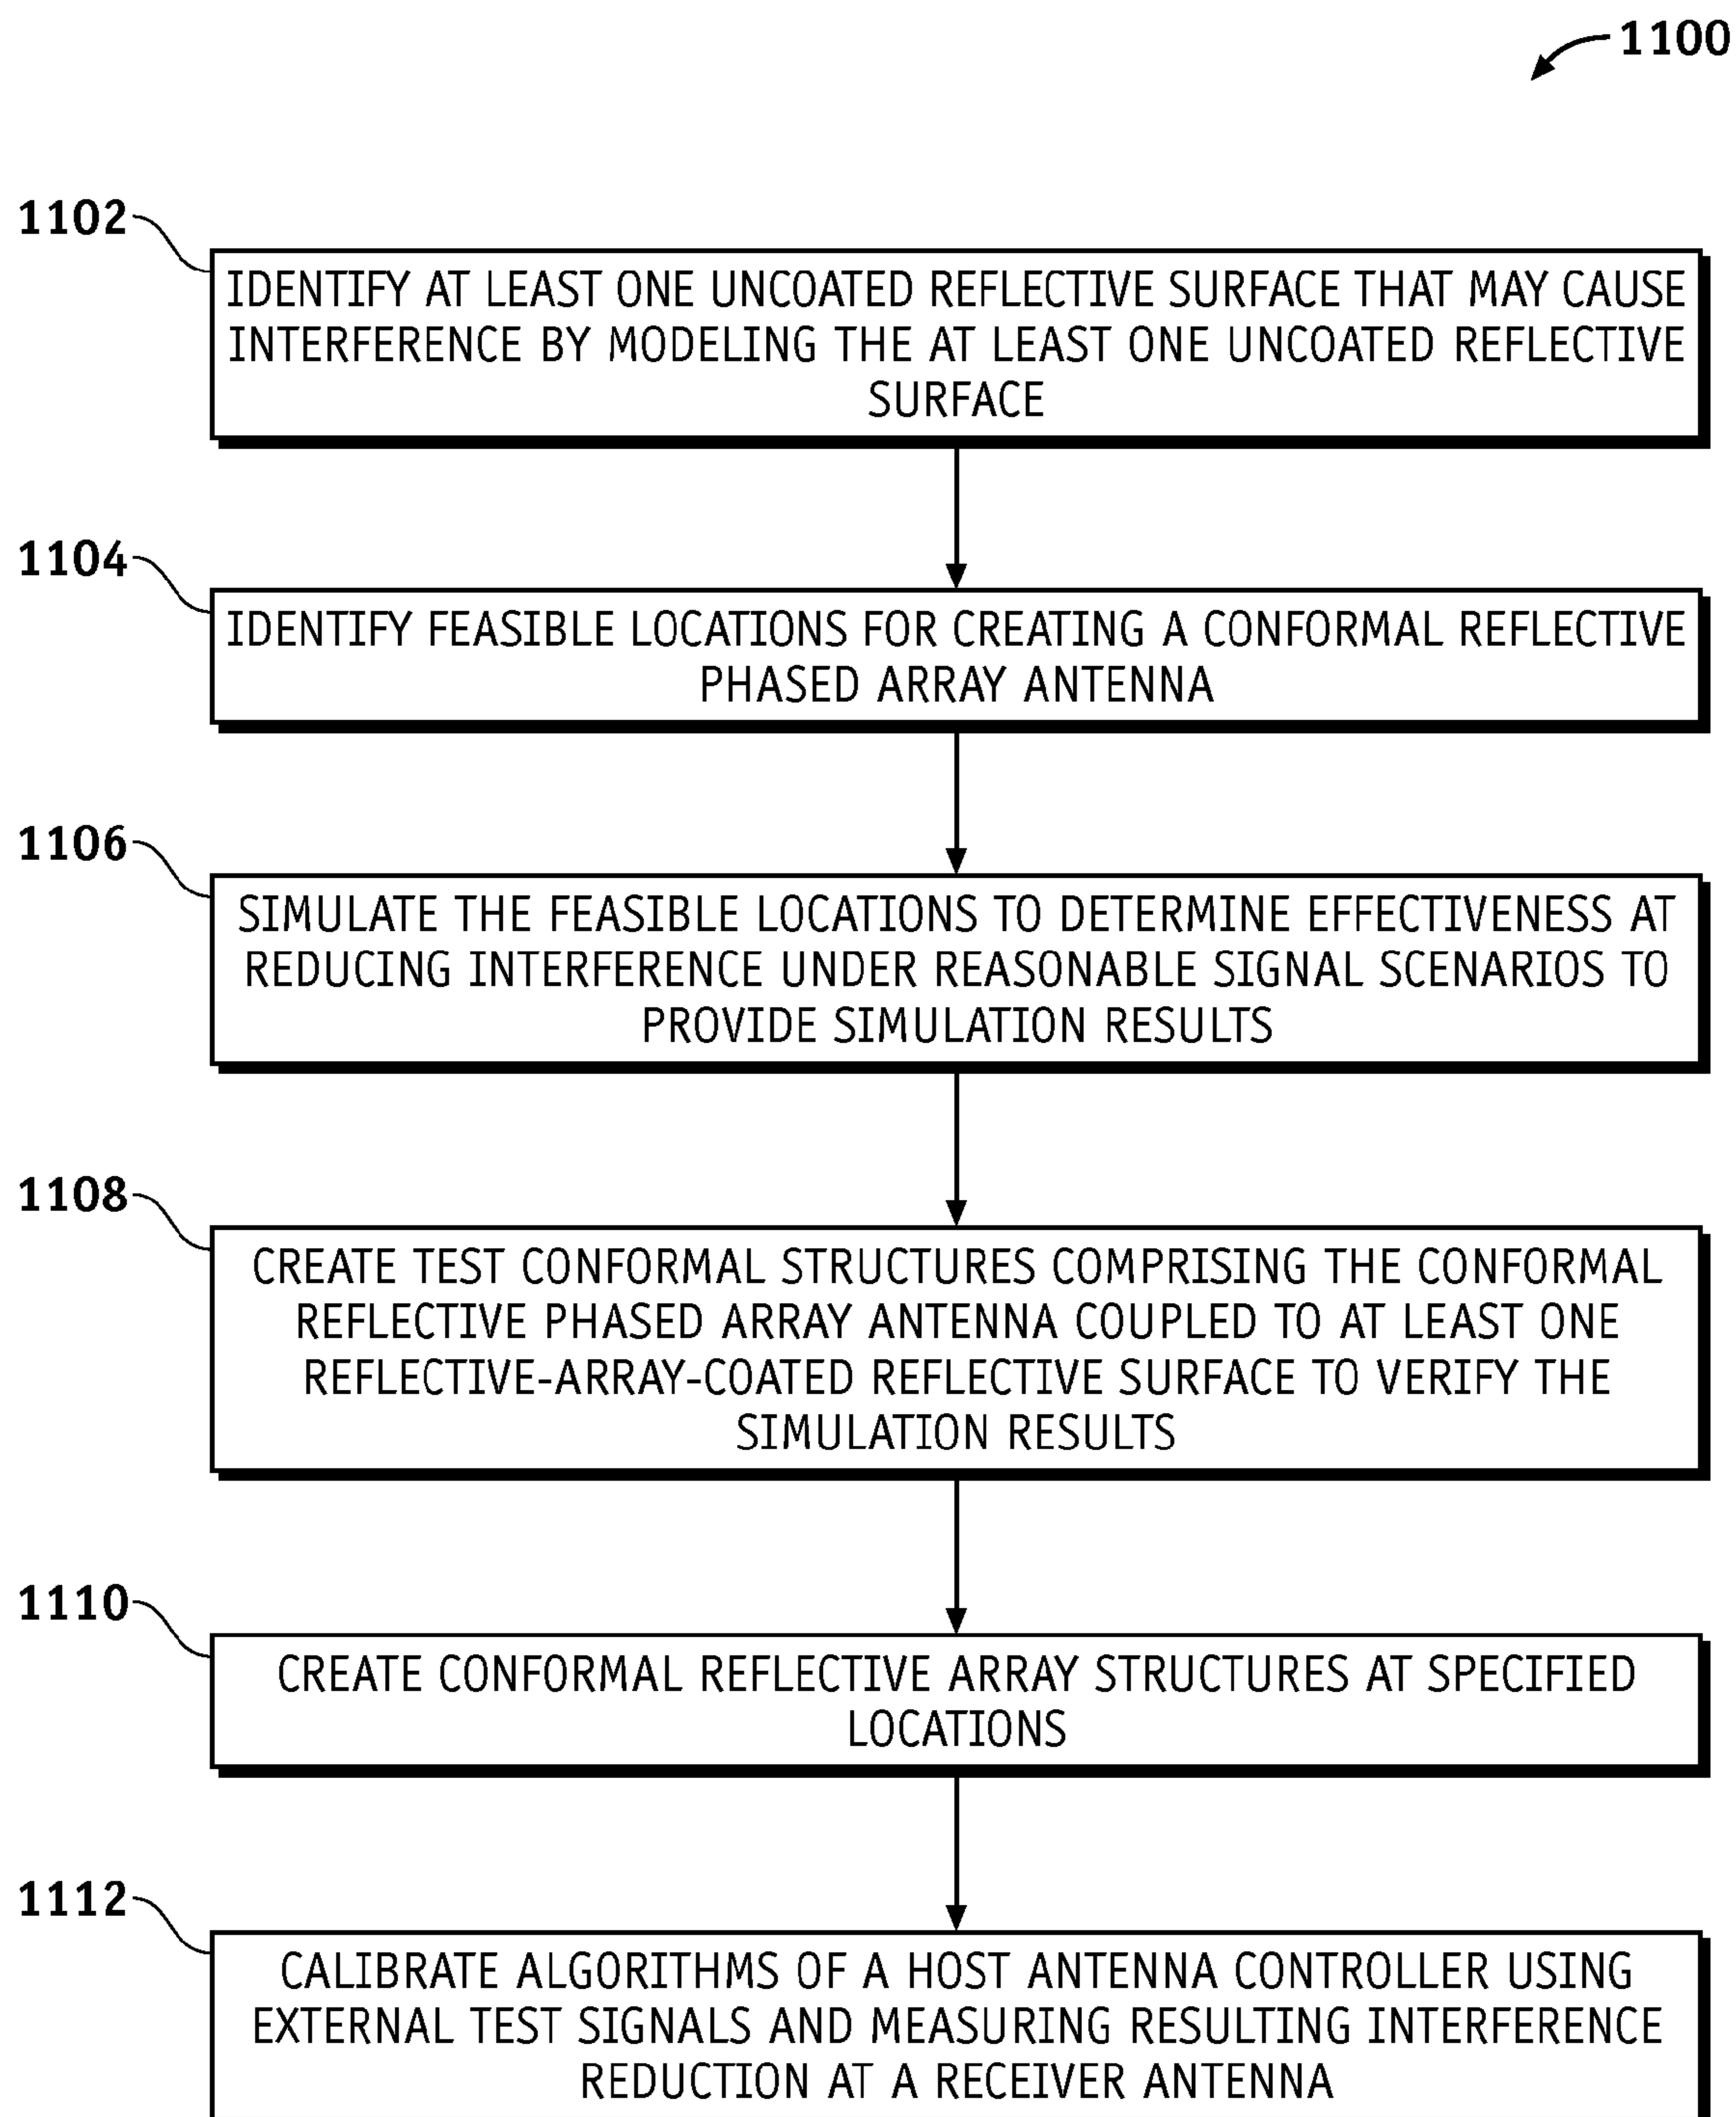 1100
1102
IDENTIFY AT LEAST ONE UNCOATED REFLECTIVE SURFACE THAT MAY CAUSE
INTERFERENCE BY MODELING THE AT LEAST ONE UNCOATED REFLECTIVE
SURFACE
1104
IDENTIFY FEASIBLE LOCATIONS FOR CREATING A CONFORMAL REFLECTIVE
PHASED ARRAY ANTENNA
1106
SIMULATE THE FEASIBLE LOCATIONS TO DETERMINE EFFECTIVENESS AT
REDUCING INTERFERENCE UNDER REASONABLE SIGNAL SCENARIOS TO
PROVIDE SIMULATION RESULTS
1108
CREATE TEST CONFORMAL STRUCTURES COMPRISING THE CONFORMAL
REFLECTIVE PHASED ARRAY ANTENNA COUPLED TO AT LEAST ONE
REFLECTIVE-ARRAY-COATED REFLECTIVE SURFACE TO VERIFY THE
SIMULATION RESULTS
1110
CREATE CONFORMAL REFLECTIVE ARRAY STRUCTURES AT SPECIFIED
LOCATIONS
1112
CALIBRATE ALGORITHMS OF A HOST ANTENNA CONTROLLER USING
EXTERNAL TEST SIGNALS AND MEASURING RESULTING INTERFERENCE
REDUCTION AT A RECEIVER ANTENNA